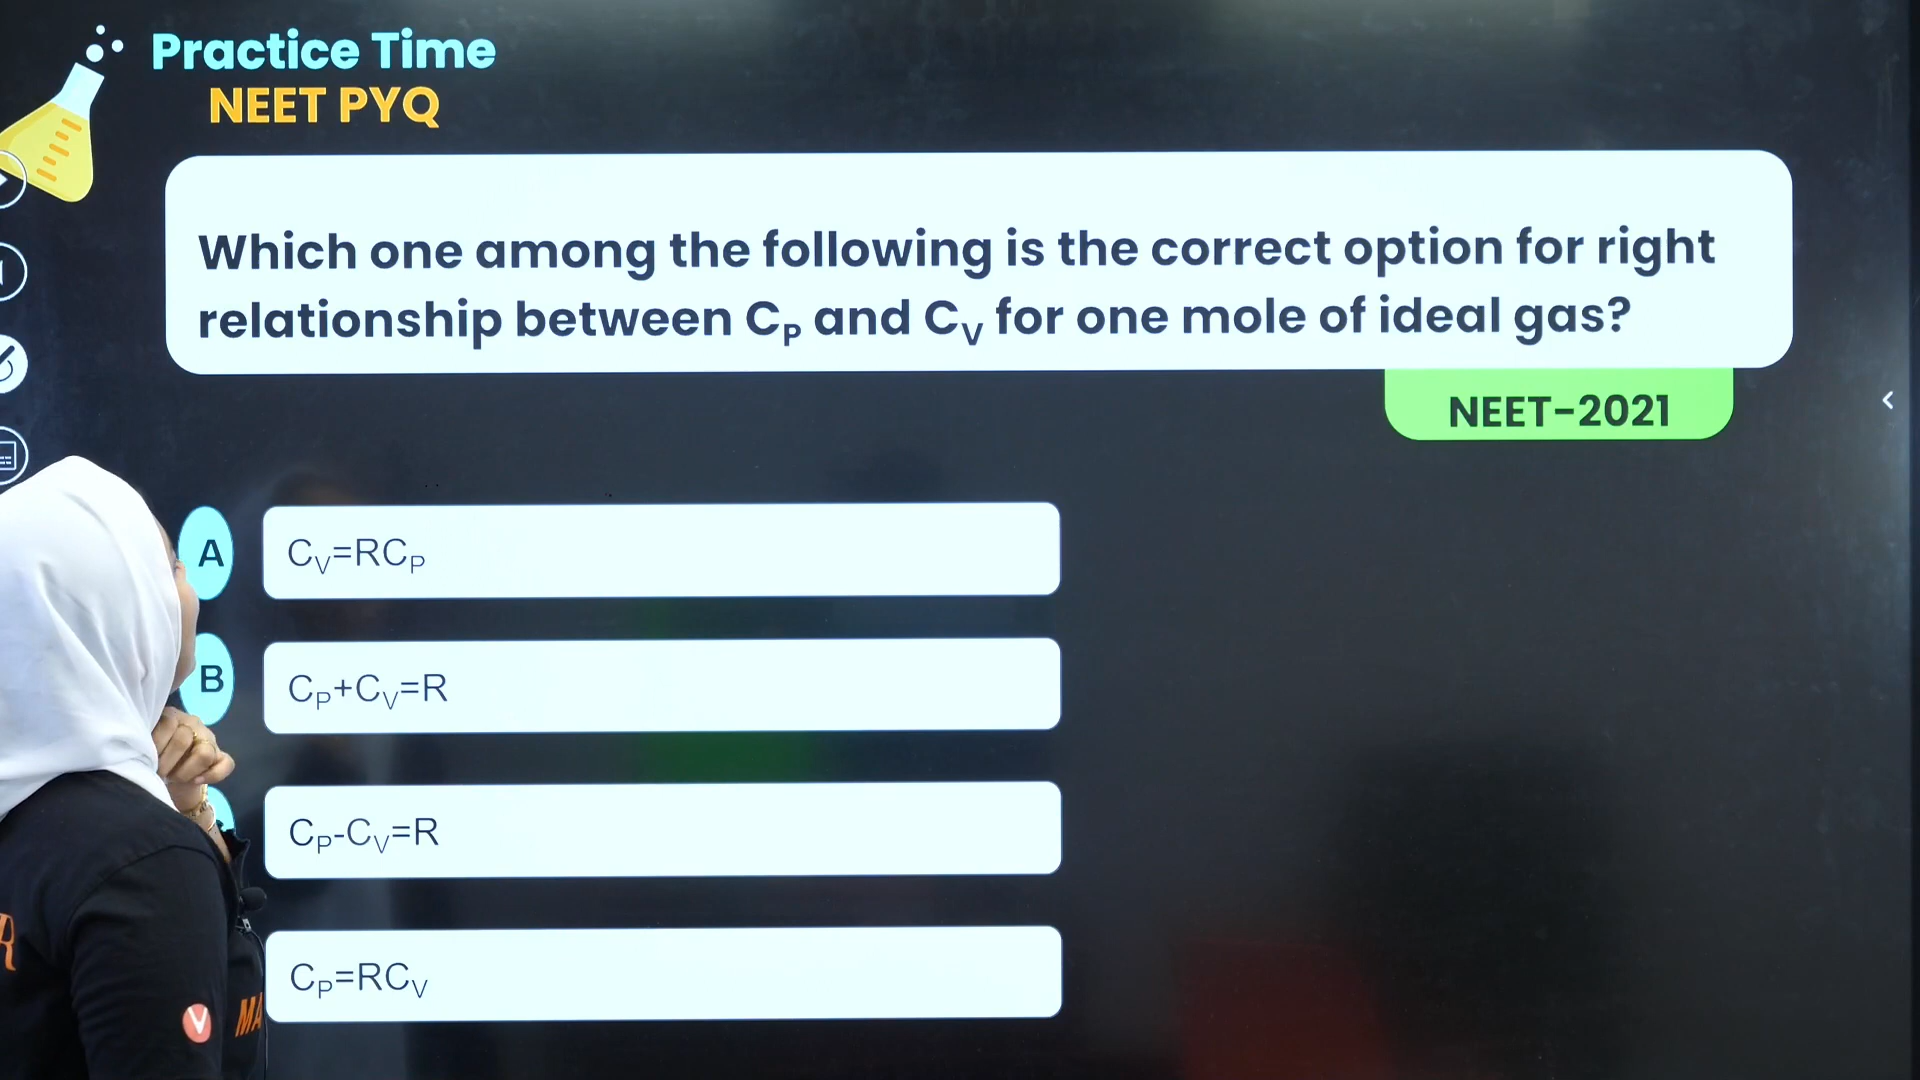 Practice Time
NEET PYQ
Which one among the following is the correct option for right
relationship between C_P and C_V for one mole of ideal gas?
NEET-2021
A
C_V=RC_P
B
C_P+C_V=R
C_P-C_V=R
C_P=RC_V
R
V
MA